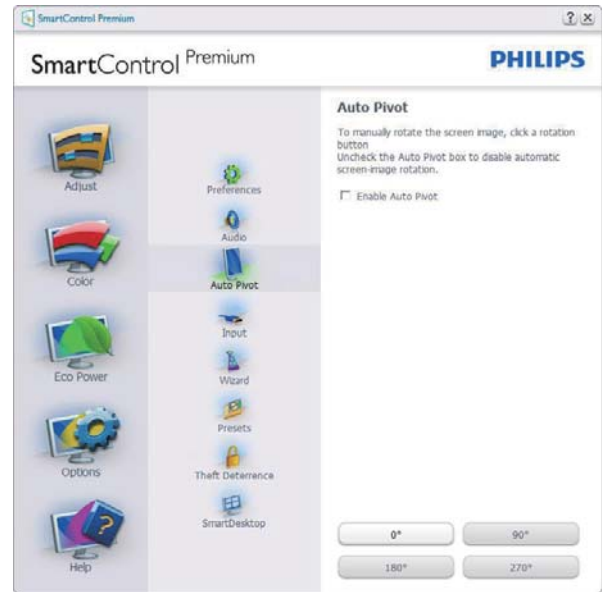 SmartControl Premium
SmartControl Premium
PHILIPS
Adjust
Color
Eco Power
Options
Help
Preferences
Audio
Auto Pivot
Input
Wizard
Presets
Theft Deterrence
SmartDesktop
Auto Pivot
To manually rotate the screen image, click a rotation
button
Uncheck the Auto Pivot box to disable automatic
screen-image rotation.
Enable Auto Pivot
0°
90°
180°
270°